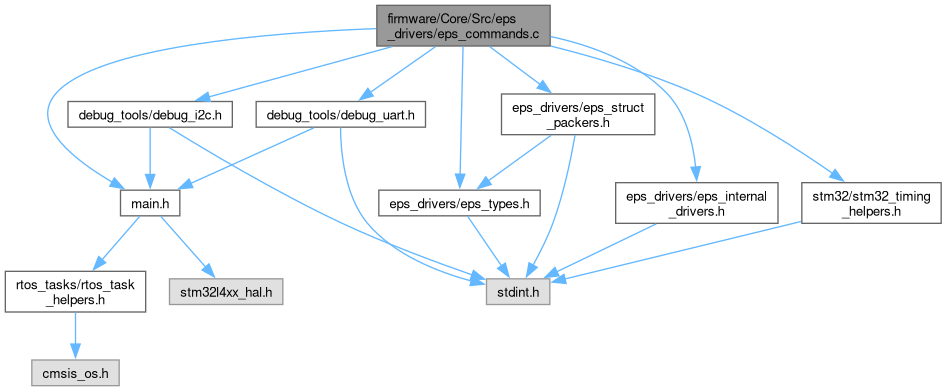 firmware/Core/Src/eps
_drivers/eps_commands.c
debug_tools/debug_i2c.h
debug_tools/debug_uart.h
eps_drivers/eps_struct
_packers.h
main.h
eps_drivers/eps_types.h
eps_drivers/eps_internal
_drivers.h
stm32/stm32_timing
_helpers.h
rtos_tasks/rtos_task
_helpers.h
stm32l4xx_hal.h
stdint.h
cmsis_os.h